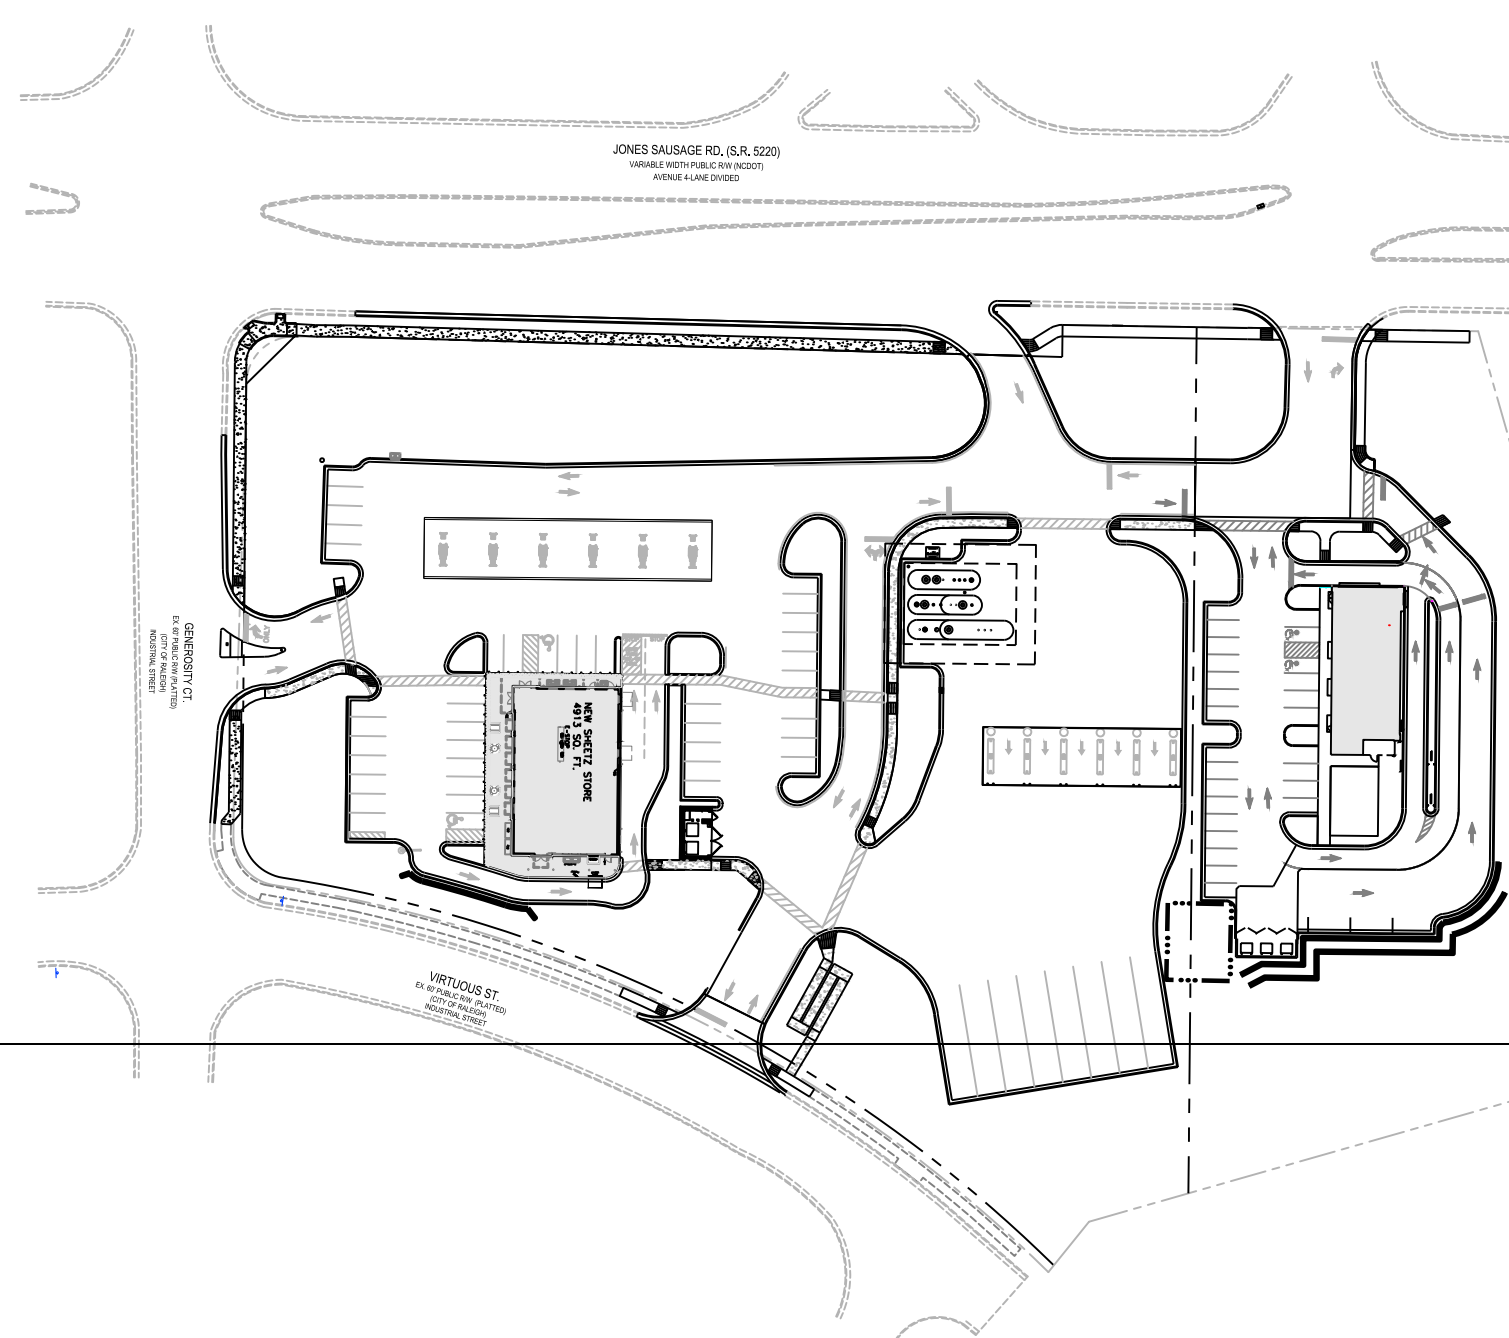 JONES SAUSAGE RD. (S.R. 5220)
VARIABLE WIDTH PUBLIC R/W (NCDOT)
AVENUE 4-LANE DIVIDED
GENEROSITY CT.
EX. 60' PUBLIC R/W (PLATTED)
(CITY OF RALEIGH)
INDUSTRIAL STREET
ONLY
NEW SHEETZ STORE
4913 SQ. FT.
VIRTUOUS ST.
EX. 60' PUBLIC R/W (PLATTED)
(CITY OF RALEIGH)
INDUSTRIAL STREET